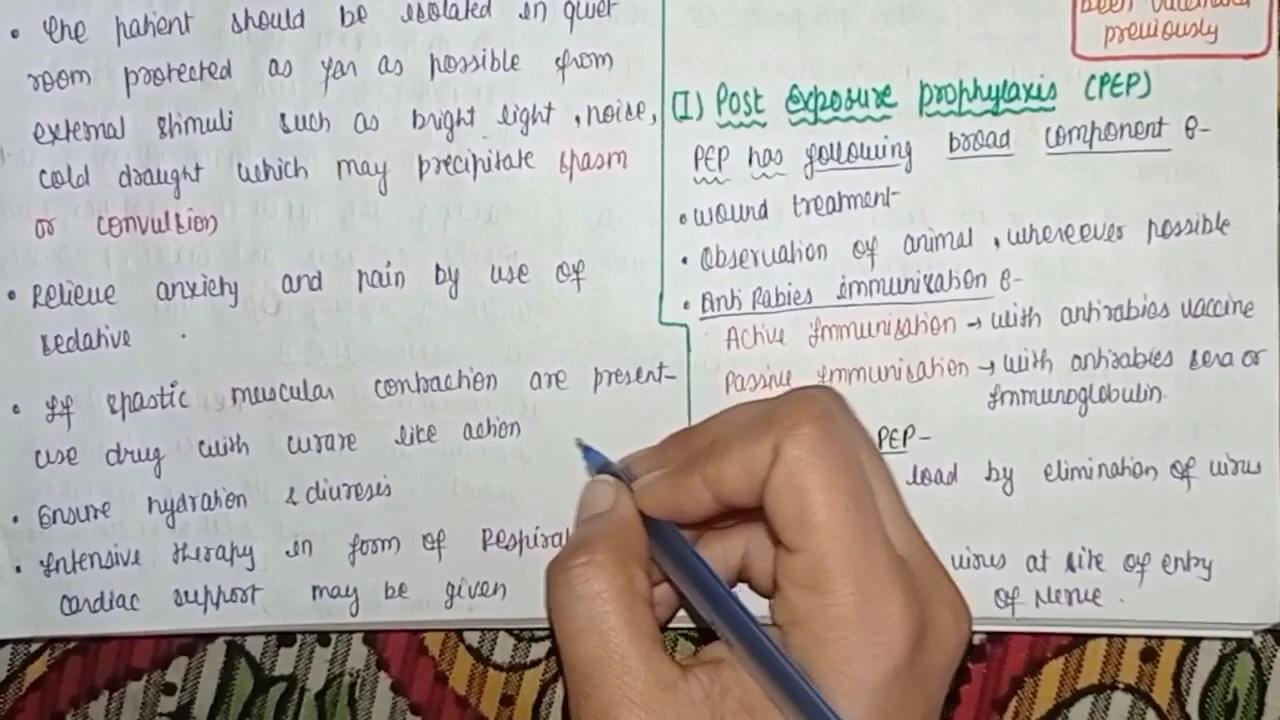 • the patient should be isolated in quiet
room protected as far as possible from
external stimuli such as bright light, noise,
cold draught which may precipitate spasm
or convulsion
• Relieve anxiety and pain by use of
sedative.
• If spastic muscular contraction are present-
use drug with curare like action
• Ensure hydration & diuresis
• Intensive therapy in form of
cardiac support may be given
previously
(I) Post Exposure prophylaxis (PEP)
PEP has following broad component :-
• wound treatment-
• Observation of animal, whereever possible
• Anti Rabies immunization :-
Active Immunisation → with antirabies vaccine
Passive Immunisation → with antirabies sera or
Immunoglobulin.
PEP-
load by elimination of virus
virus at site of entry
of Nerve.